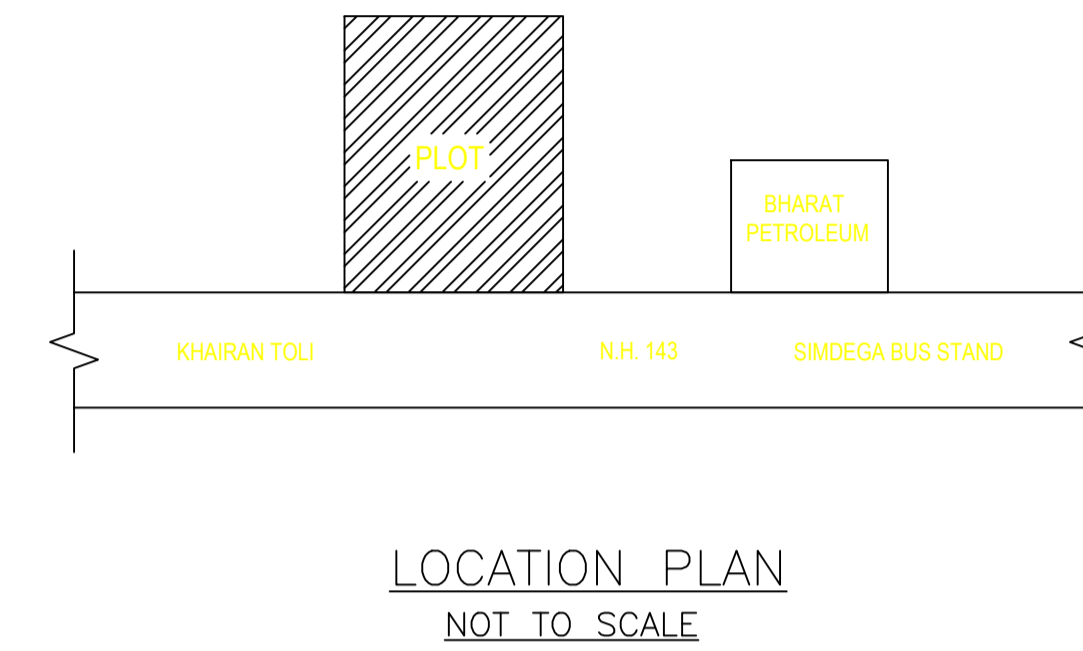 PLOT
BHARAT
PETROLEUM
KHAIRAN TOLI
N.H. 143
SIMDEGA BUS STAND
LOCATION PLAN
NOT TO SCALE